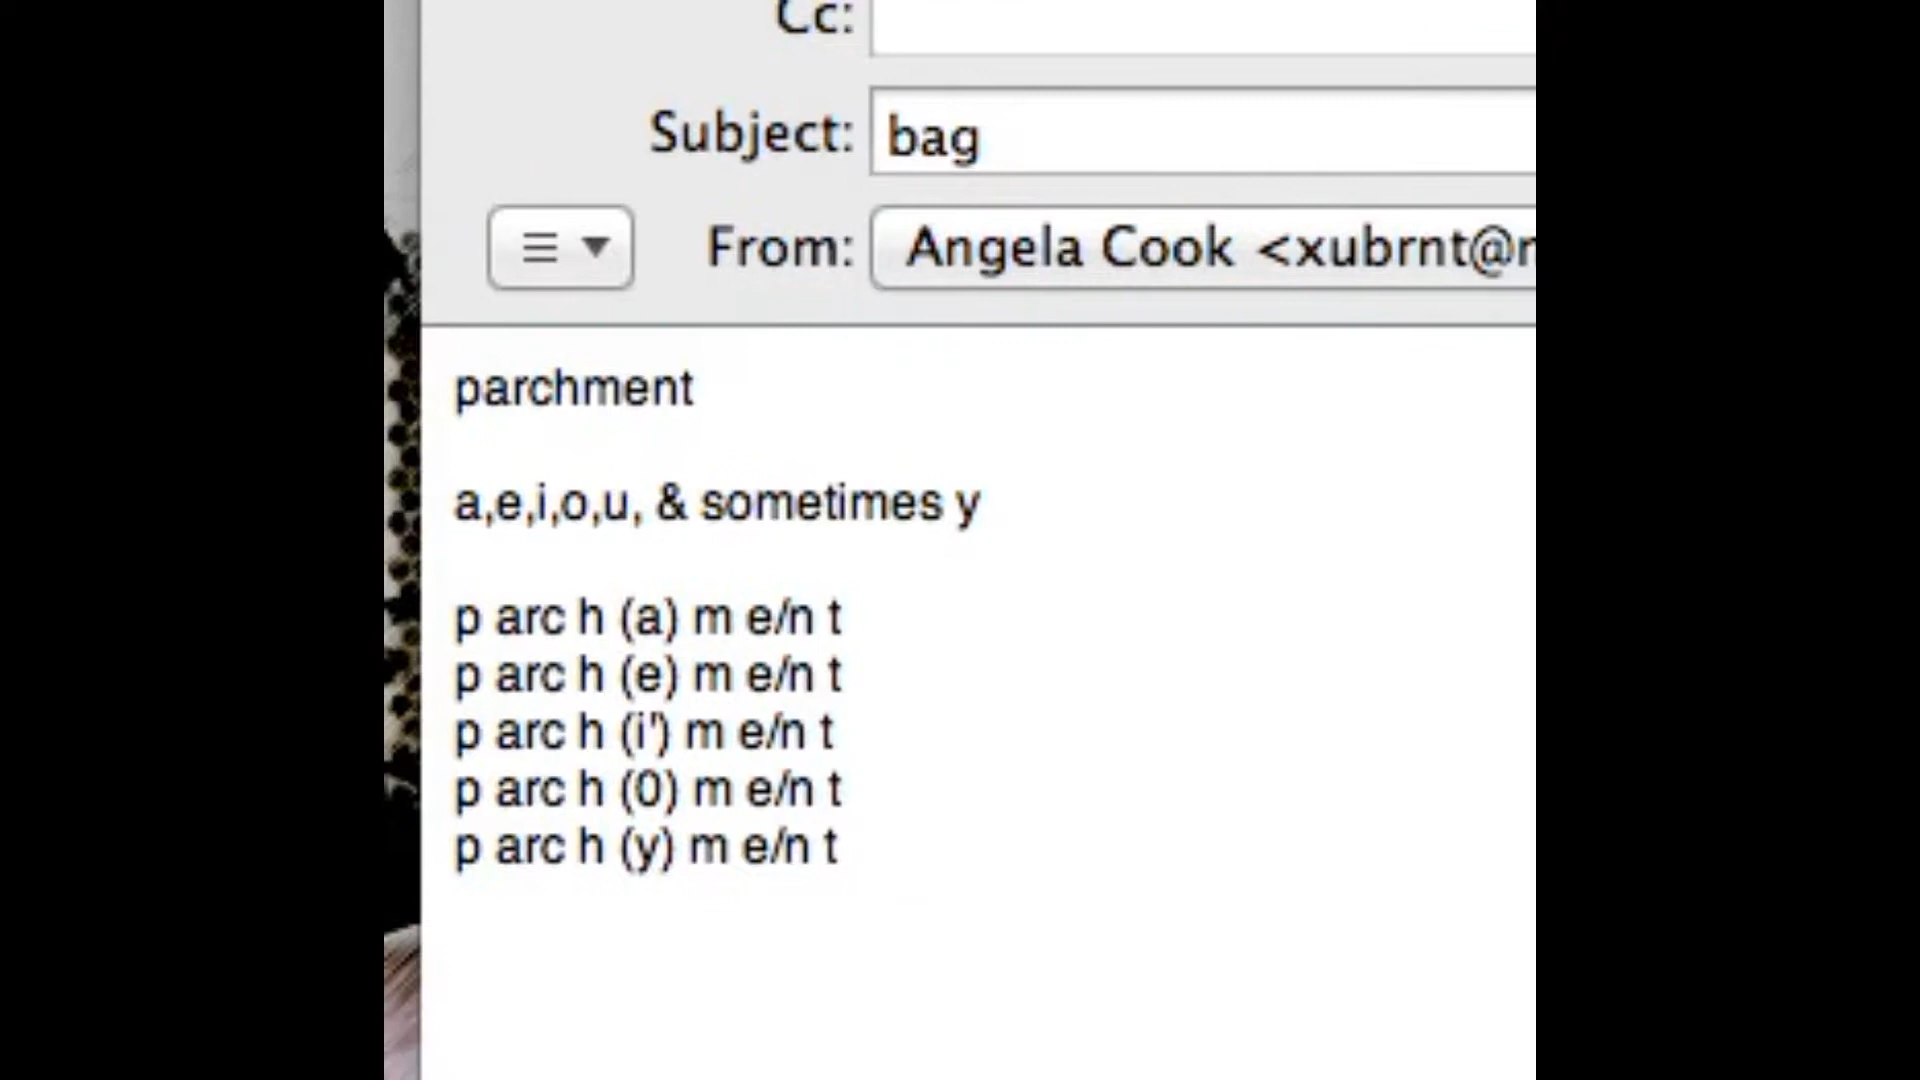 Cc:
Subject: bag
From: Angela Cook <xubrnt@
parchment
a,e,i,o,u, & sometimes y
p arc h (a) m e/n t
p arc h (e) m e/n t
p arc h (i') m e/n t
p arc h (0) m e/n t
p arc h (y) m e/n t